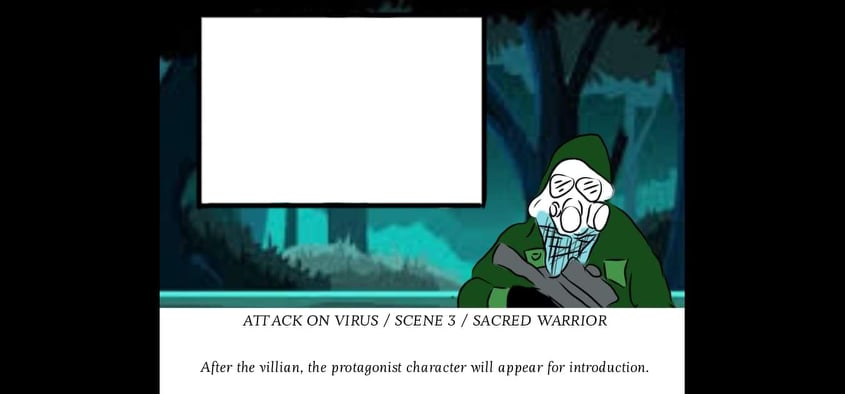 ATTACK ON VIRUS / SCENE 3 / SACRED WARRIOR
After the villian, the protagonist character will appear for introduction.